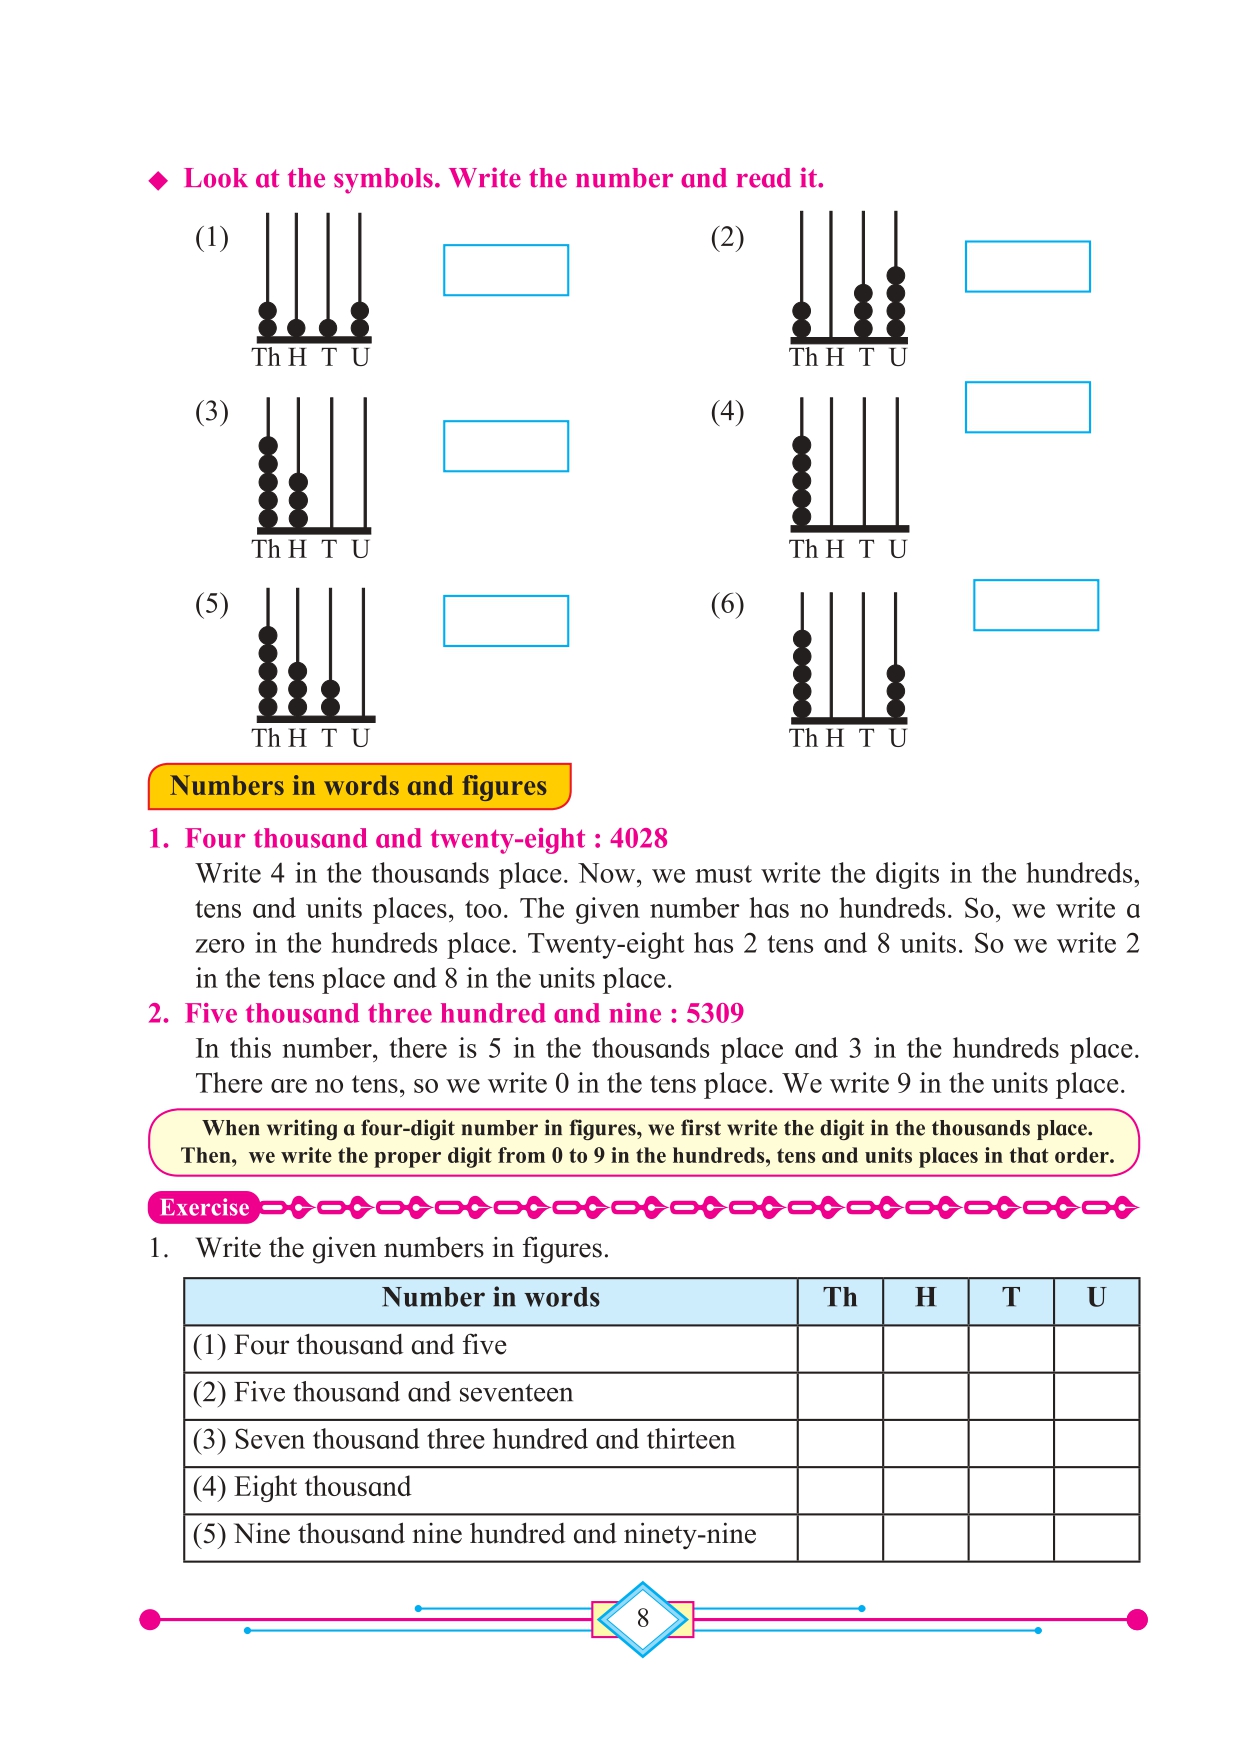 ◆ Look at the symbols. Write the number and read it.
(1)
Th H T U
(2)
Th H T U
(3)
Th H T U
(4)
Th H T U
(5)
Th H T U
(6)
Th H T U
Numbers in words and figures
1. Four thousand and twenty-eight : 4028
Write 4 in the thousands place. Now, we must write the digits in the hundreds,
tens and units places, too. The given number has no hundreds. So, we write a
zero in the hundreds place. Twenty-eight has 2 tens and 8 units. So we write 2
in the tens place and 8 in the units place.
2. Five thousand three hundred and nine : 5309
In this number, there is 5 in the thousands place and 3 in the hundreds place.
There are no tens, so we write 0 in the tens place. We write 9 in the units place.
When writing a four-digit number in figures, we first write the digit in the thousands place.
Then, we write the proper digit from 0 to 9 in the hundreds, tens and units places in that order.
Exercise
1. Write the given numbers in figures.
Number in words Th H T U
(1) Four thousand and five
(2) Five thousand and seventeen
(3) Seven thousand three hundred and thirteen
(4) Eight thousand
(5) Nine thousand nine hundred and ninety-nine
8